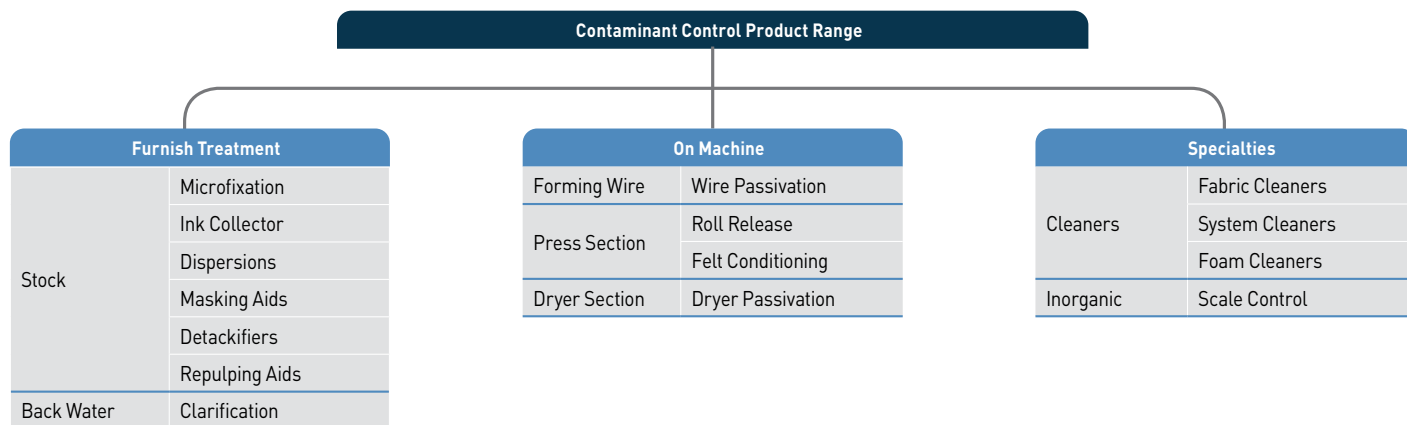 Contaminant Control Product Range
Furnish Treatment
Stock
Microfixation
Ink Collector
Dispersions
Masking Aids
Detackifiers
Repulping Aids
Back Water
Clarification
On Machine
Forming Wire
Wire Passivation
Press Section
Roll Release
Felt Conditioning
Dryer Section
Dryer Passivation
Specialties
Cleaners
Fabric Cleaners
System Cleaners
Foam Cleaners
Inorganic
Scale Control